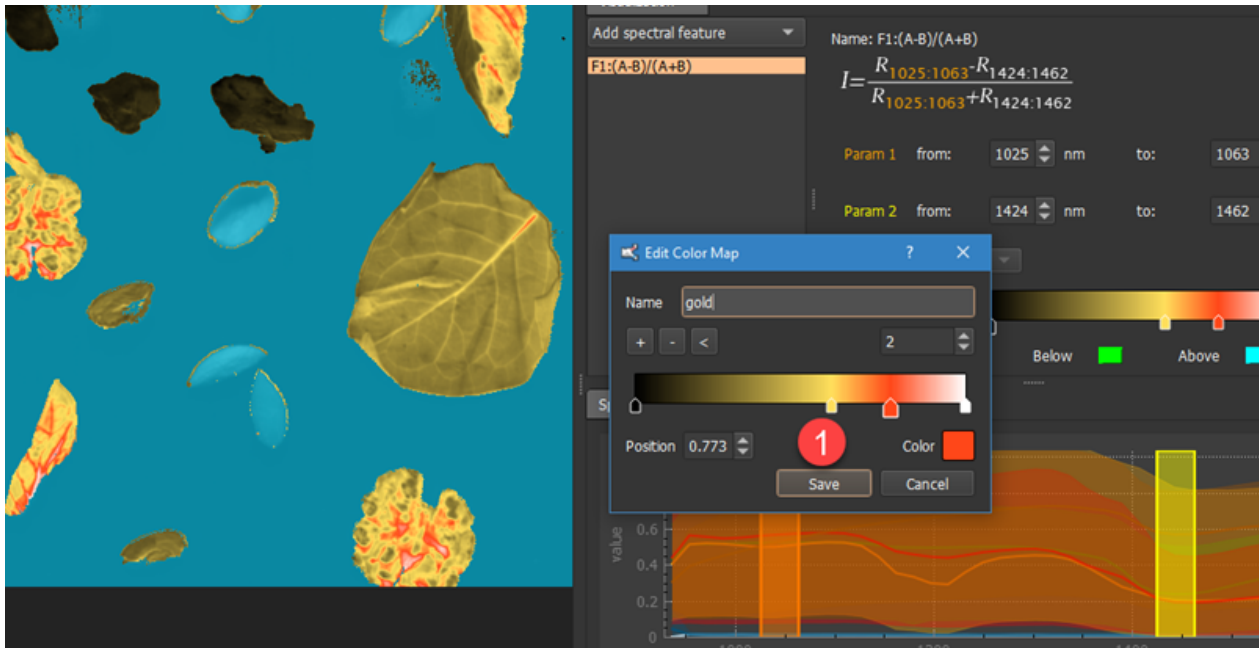 Add spectral feature
F1:(A-B)/(A+B)
Name: F1:(A-B)/(A+B)
I=
R1025:1063-R1424:1462
R1025:1063+R1424:1462
Param 1 from: 1025 nm to: 1063
Param 2 from: 1424 nm to: 1462
Edit Color Map ? ×
Name gold
+ - < 2
Below Above
Position 0.773 1 Color
Save Cancel
value
0.6
0.4
0.2
0